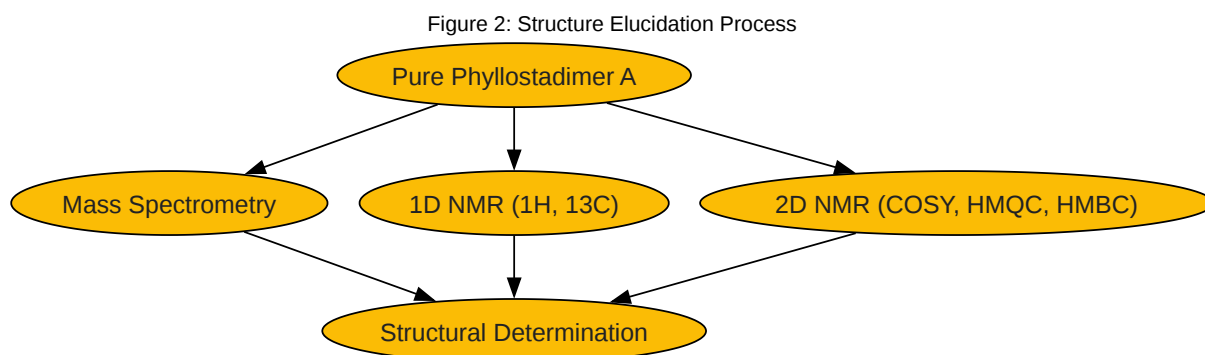 Figure 2: Structure Elucidation Process
Pure Phyllostadimer A
Mass Spectrometry
1D NMR (1H, 13C)
2D NMR (COSY, HMQC, HMBC)
Structural Determination